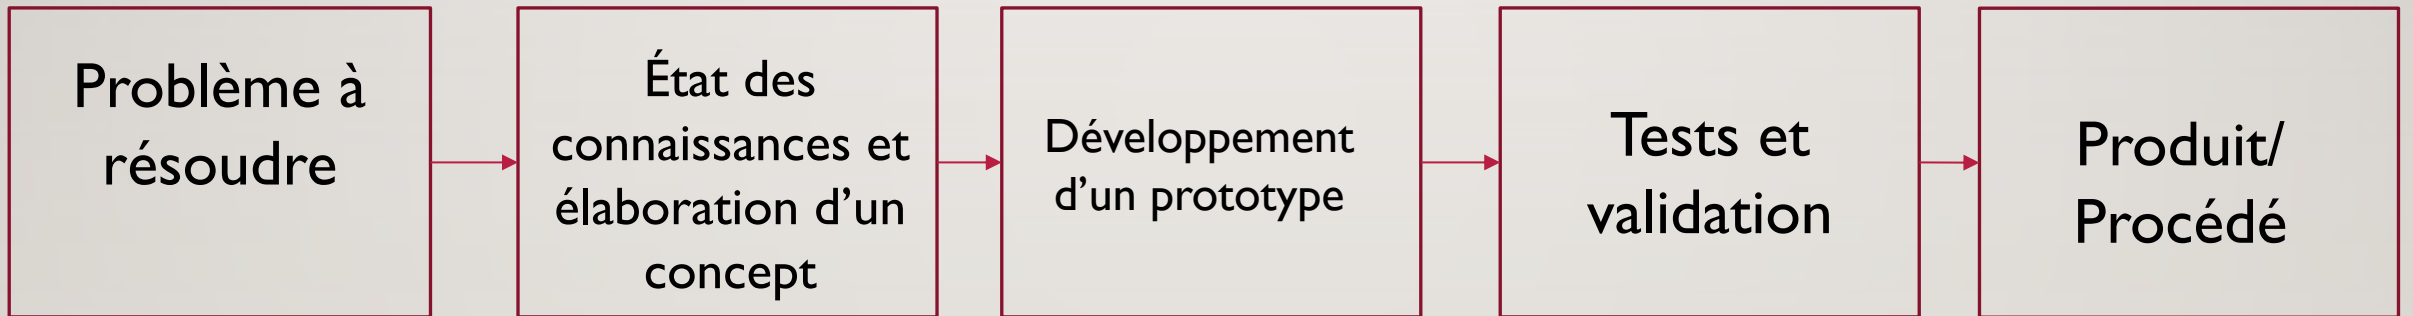 Problème à
résoudre
État des
connaissances et
élaboration d’un
concept
Développement
d’un prototype
Tests et
validation
Produit/
Procédé